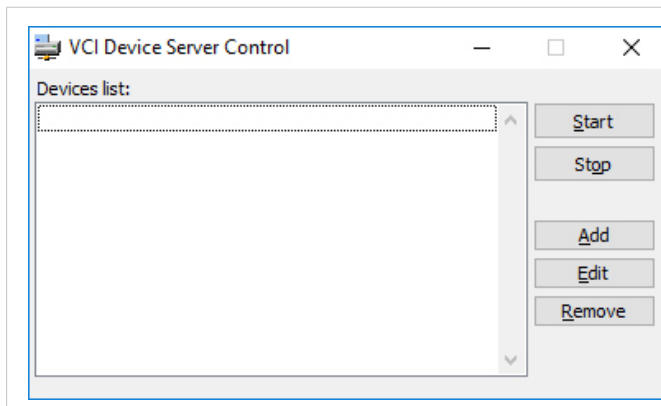 VCI Device Server Control
Devices list:
Start
Stop
Add
Edit
Remove